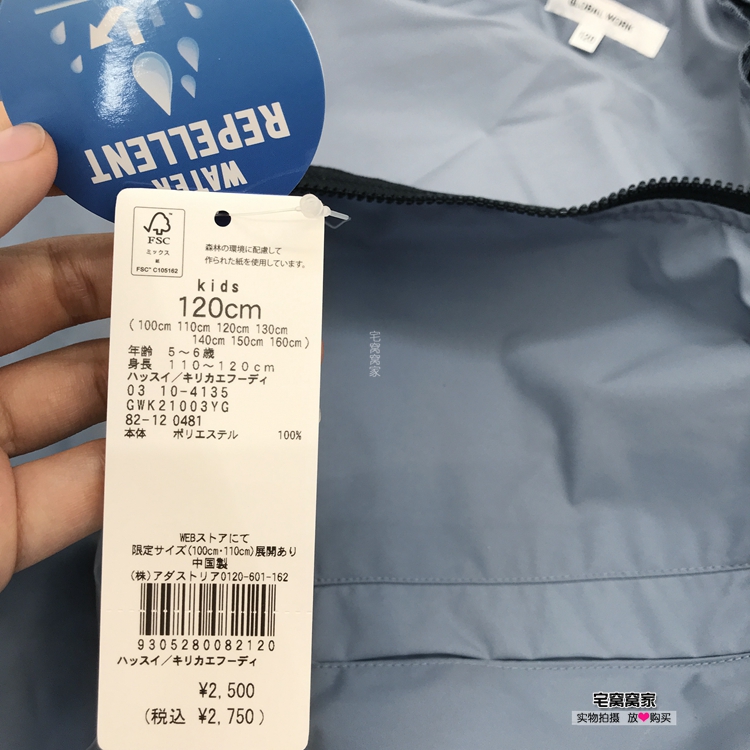 WATER
REPELLENT
GLOBAL WORK
120
FSC
ミックス
紙
FSC® C105162
森林の環境に配慮して
作られた紙を使用しています。
kids
120cm
(100cm 110cm 120cm 130cm
140cm 150cm 160cm)
年齢 5〜6歳
身長 110〜120cm
ハッスイ/キリカエフーディ
03 10-4135
GWK21003YG
82-12 0481
本体 ポリエステル 100%
WEBストアにて
限定サイズ(100cm・110cm)展開あり
中国製
(株)アダストリア0120-601-162
9305280082120
ハッスイ/キリカエフーディ
¥2,500
(税込 ¥2,750)
宅窝窝家
宅窝窝家
实物拍摄 放❤购买